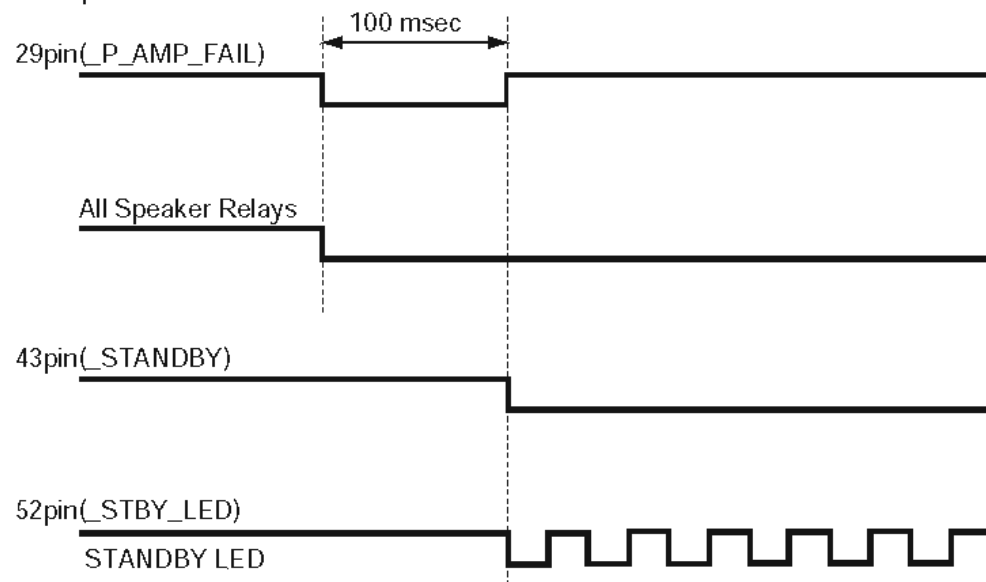 100 msec
29pin(_P_AMP_FAIL)
All Speaker Relays
43pin(_STANDBY)
52pin(_STBY_LED)
STANDBY LED